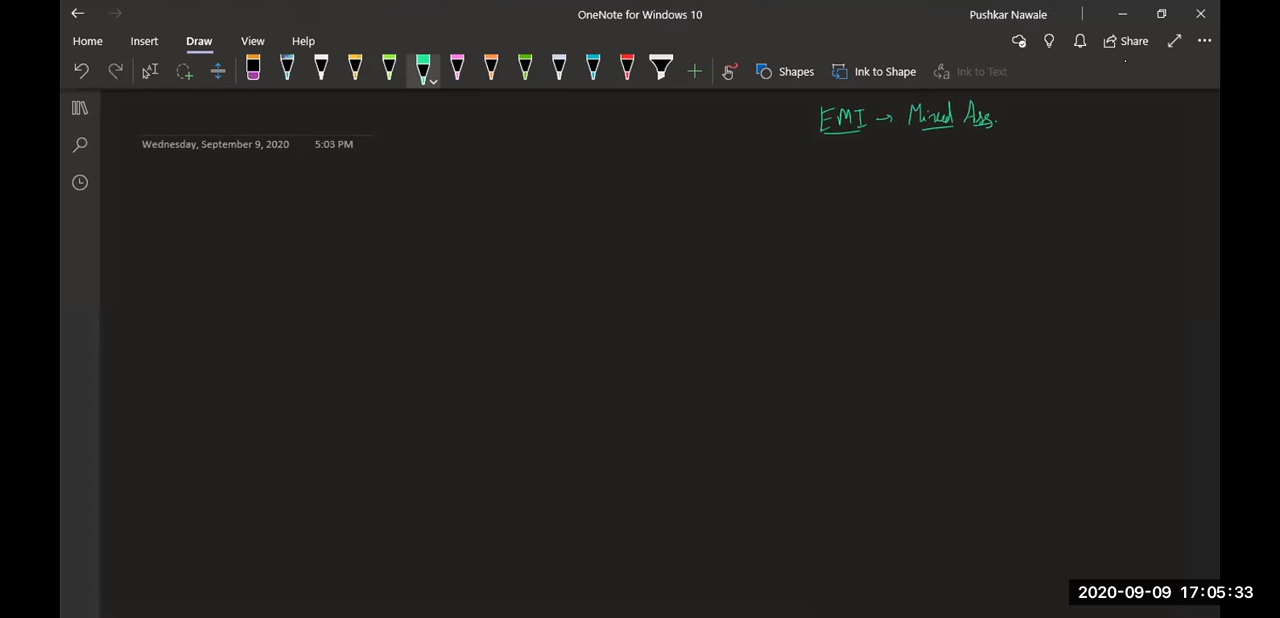 OneNote for Windows 10
Pushkar Nawale
Home Insert Draw View Help
Share
Shapes
Ink to Shape
Ink to Text
EMI → Mixed Ass.
Wednesday, September 9, 2020 5:03 PM
2020-09-09 17:05:33